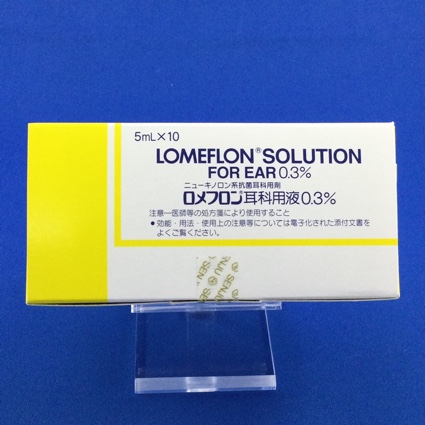 5mL×10
LOMEFLON® SOLUTION
FOR EAR 0.3%
ニューキノロン系抗菌耳科用剤
ロメフロン®耳科用液0.3%
注意−医師等の処方箋により使用すること
●効能・用法・使用上の注意等については電子化された添付文書を
よくご覧ください。
SENJU
SENJU